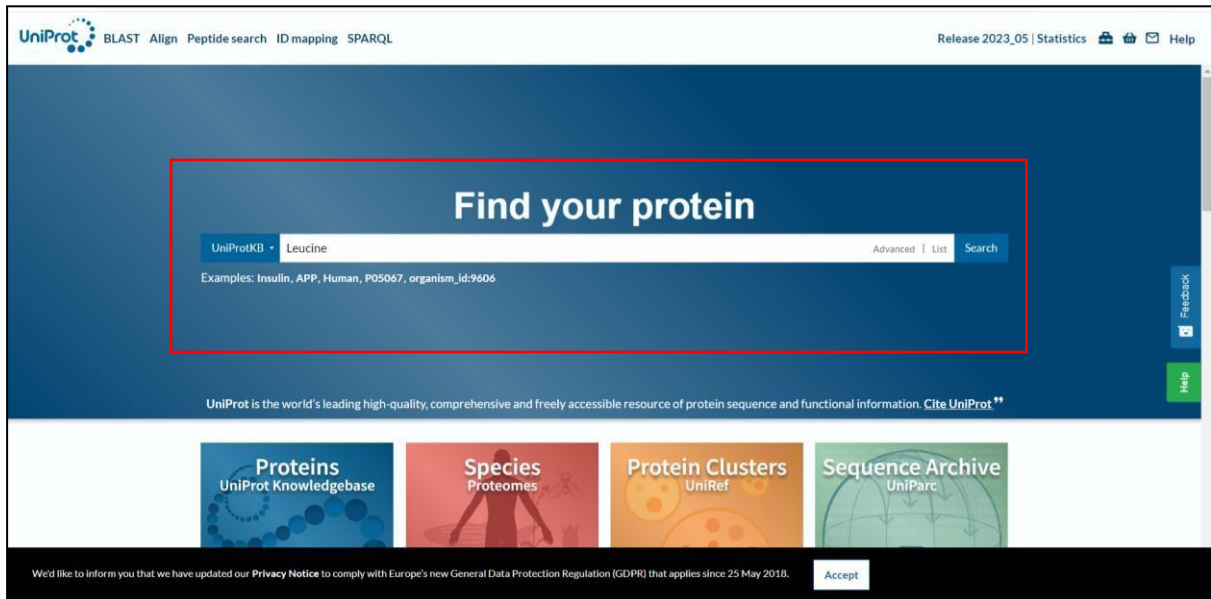 UniProt BLAST Align Peptide search ID mapping SPARQL Release 2023_05 | Statistics Help
Find your protein
UniProtKB Leucine Advanced | List Search
Examples: Insulin, APP, Human, P05067, organism_id:9606
Feedback
Help
UniProt is the world's leading high-quality, comprehensive and freely accessible resource of protein sequence and functional information. Cite UniProt ”
Proteins
UniProt Knowledgebase
Species
Proteomes
Protein Clusters
UniRef
Sequence Archive
UniParc
We'd like to inform you that we have updated our Privacy Notice to comply with Europe's new General Data Protection Regulation (GDPR) that applies since 25 May 2018. Accept